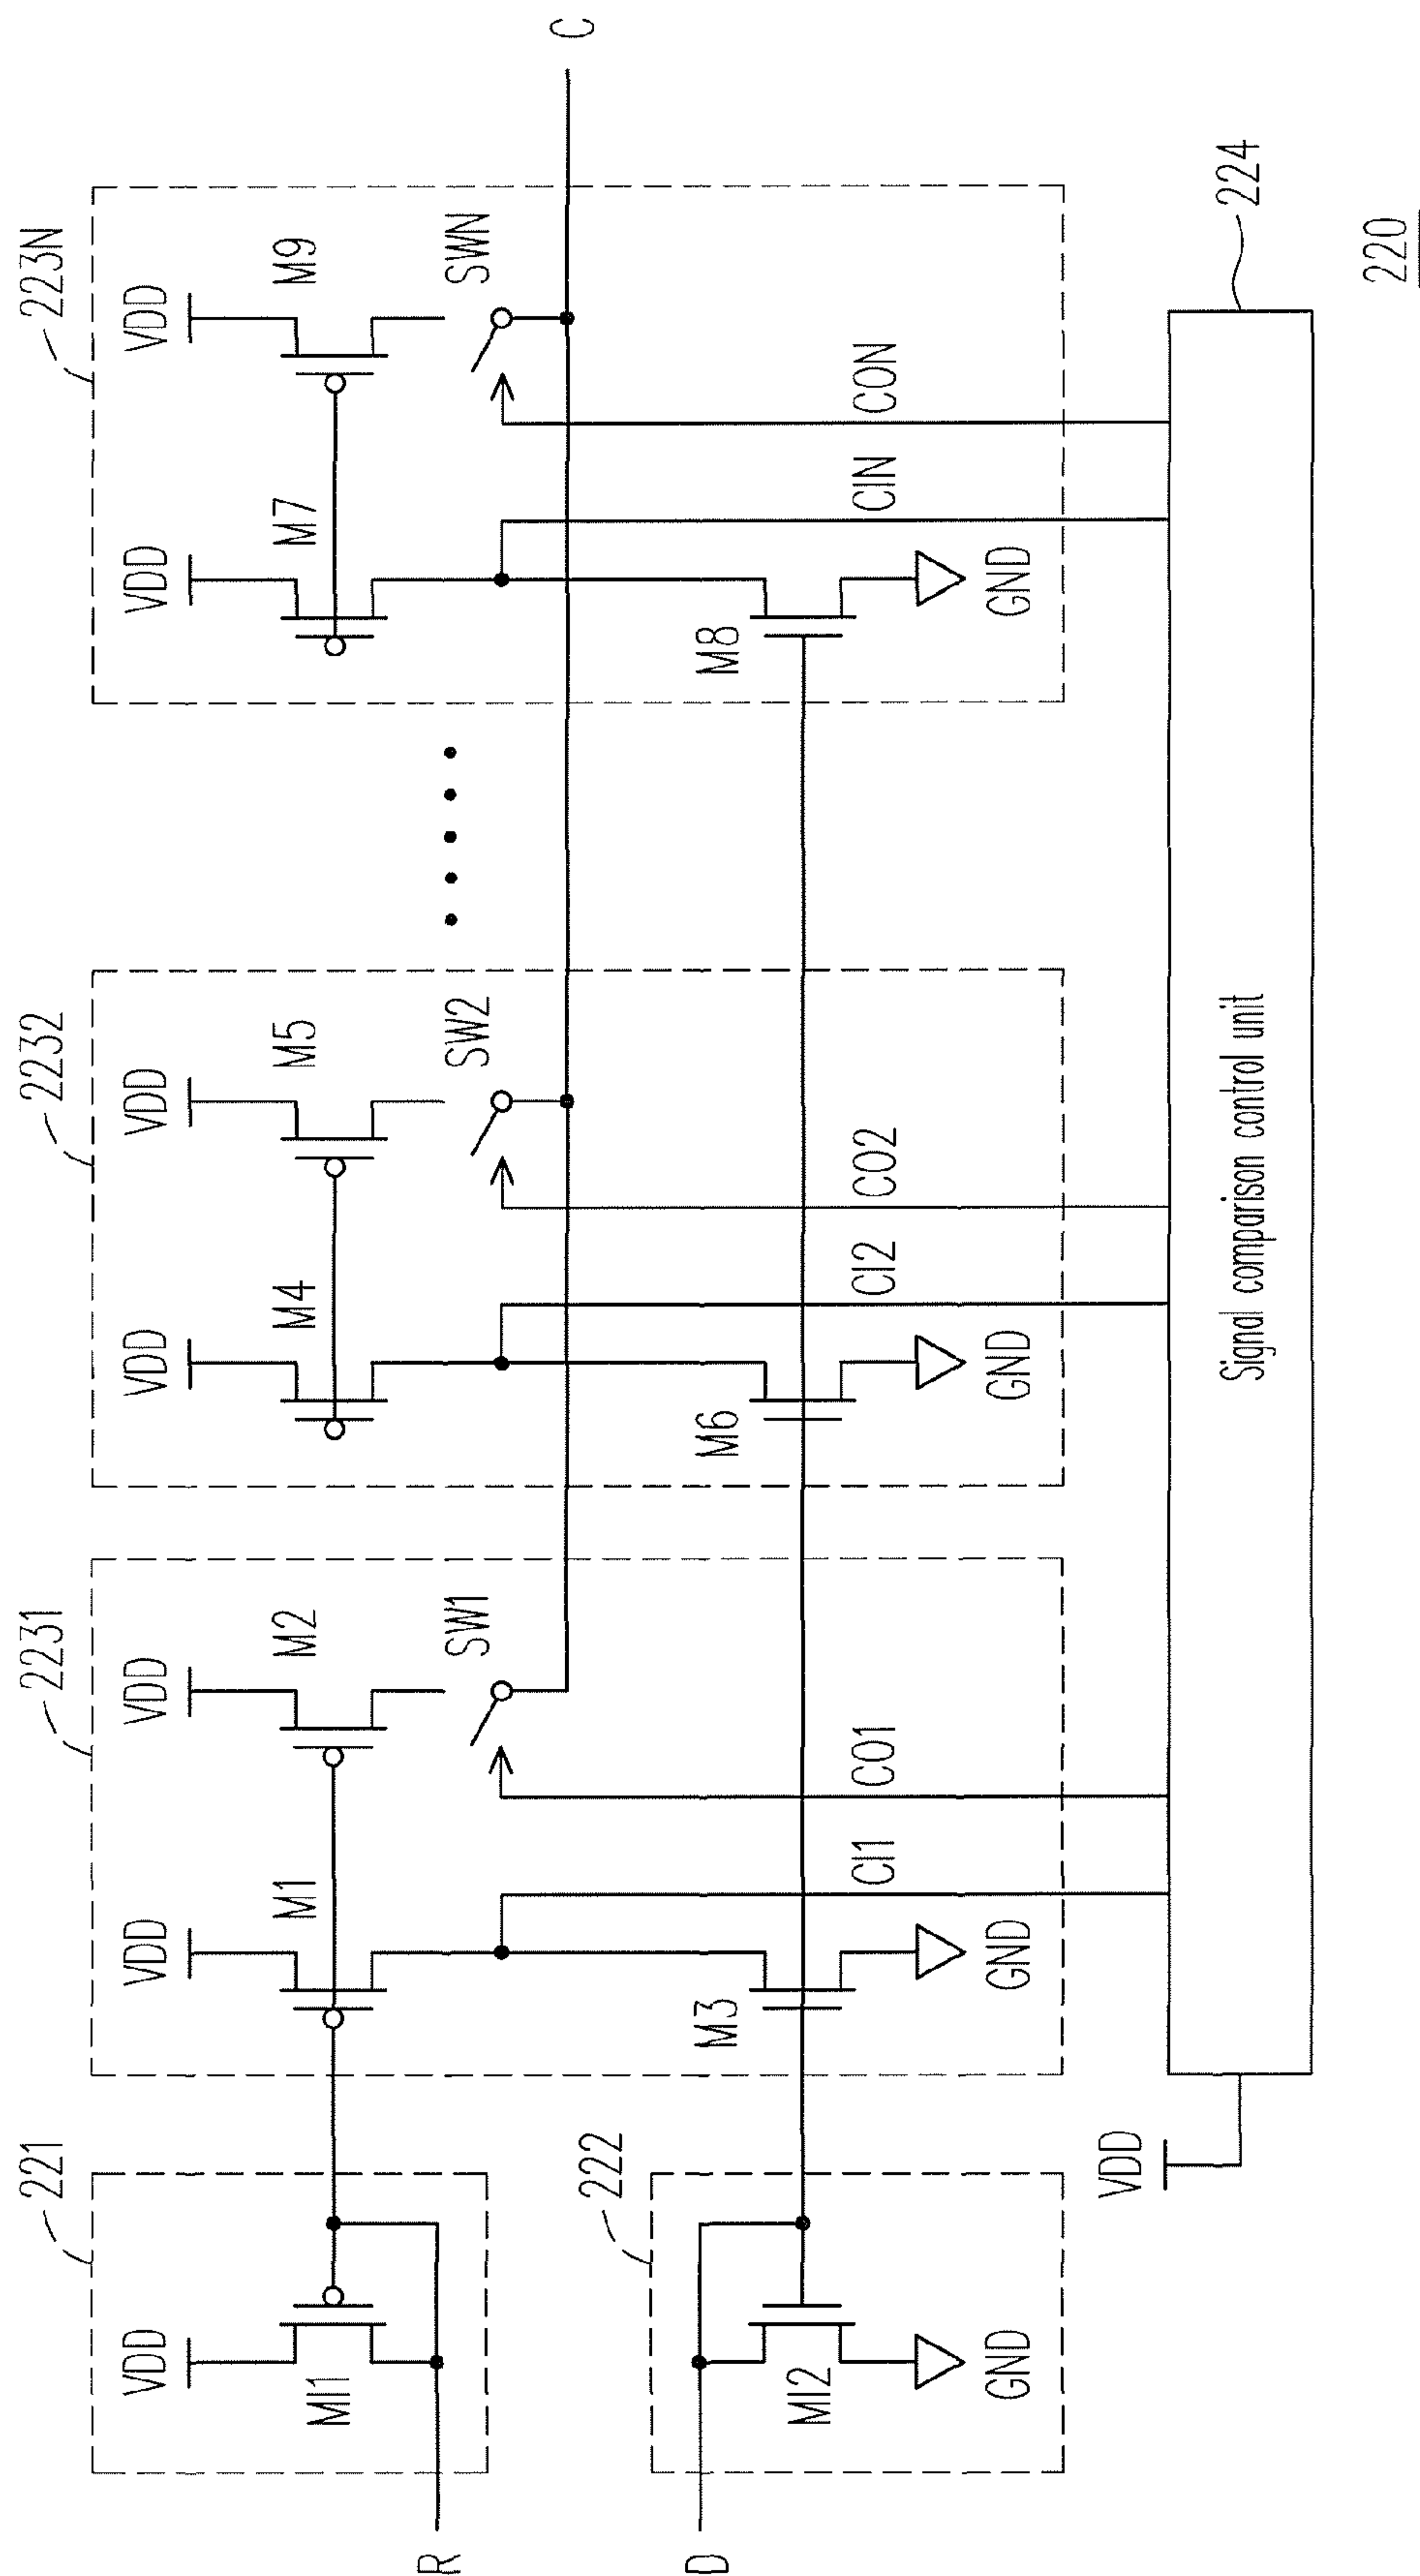 221
2231
2232
223N
VDD
VDD
VDD
VDD
VDD
VDD
VDD
MI1
M1
M2
M4
M5
M7
M9
R
SW1
SW2
SWN
C
222
D
MI2
M3
M6
M8
CI1
CO1
CI2
CO2
CIN
CON
GND
GND
GND
GND
VDD
Signal comparison control unit
224
220